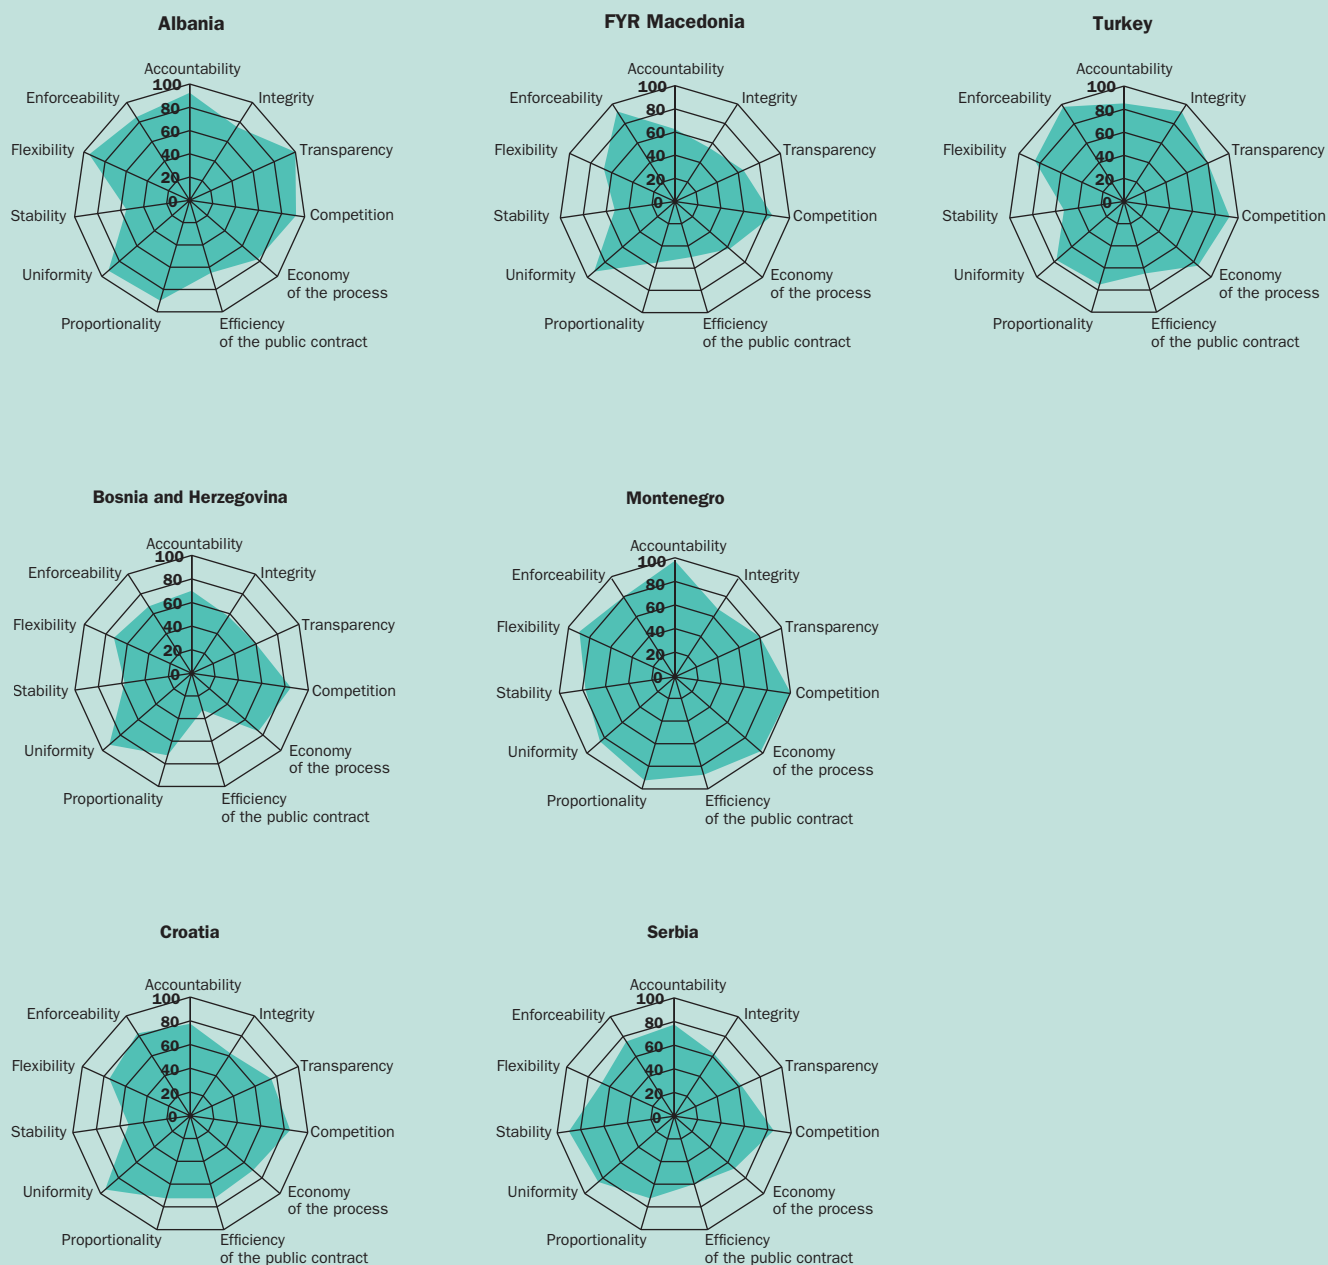 Albania
Accountability
Integrity
Transparency
Competition
Economy
of the process
Efficiency
of the public contract
Proportionality
Uniformity
Stability
Flexibility
Enforceability
100
80
60
40
20
0
FYR Macedonia
Accountability
Integrity
Transparency
Competition
Economy
of the process
Efficiency
of the public contract
Proportionality
Uniformity
Stability
Flexibility
Enforceability
100
80
60
40
20
0
Turkey
Accountability
Integrity
Transparency
Competition
Economy
of the process
Efficiency
of the public contract
Proportionality
Uniformity
Stability
Flexibility
Enforceability
100
80
60
40
20
0
Bosnia and Herzegovina
Accountability
Integrity
Transparency
Competition
Economy
of the process
Efficiency
of the public contract
Proportionality
Uniformity
Stability
Flexibility
Enforceability
100
80
60
40
20
0
Montenegro
Accountability
Integrity
Transparency
Competition
Economy
of the process
Efficiency
of the public contract
Proportionality
Uniformity
Stability
Flexibility
Enforceability
100
80
60
40
20
0
Croatia
Accountability
Integrity
Transparency
Competition
Economy
of the process
Efficiency
of the public contract
Proportionality
Uniformity
Stability
Flexibility
Enforceability
100
80
60
40
20
0
Serbia
Accountability
Integrity
Transparency
Competition
Economy
of the process
Efficiency
of the public contract
Proportionality
Uniformity
Stability
Flexibility
Enforceability
100
80
60
40
20
0